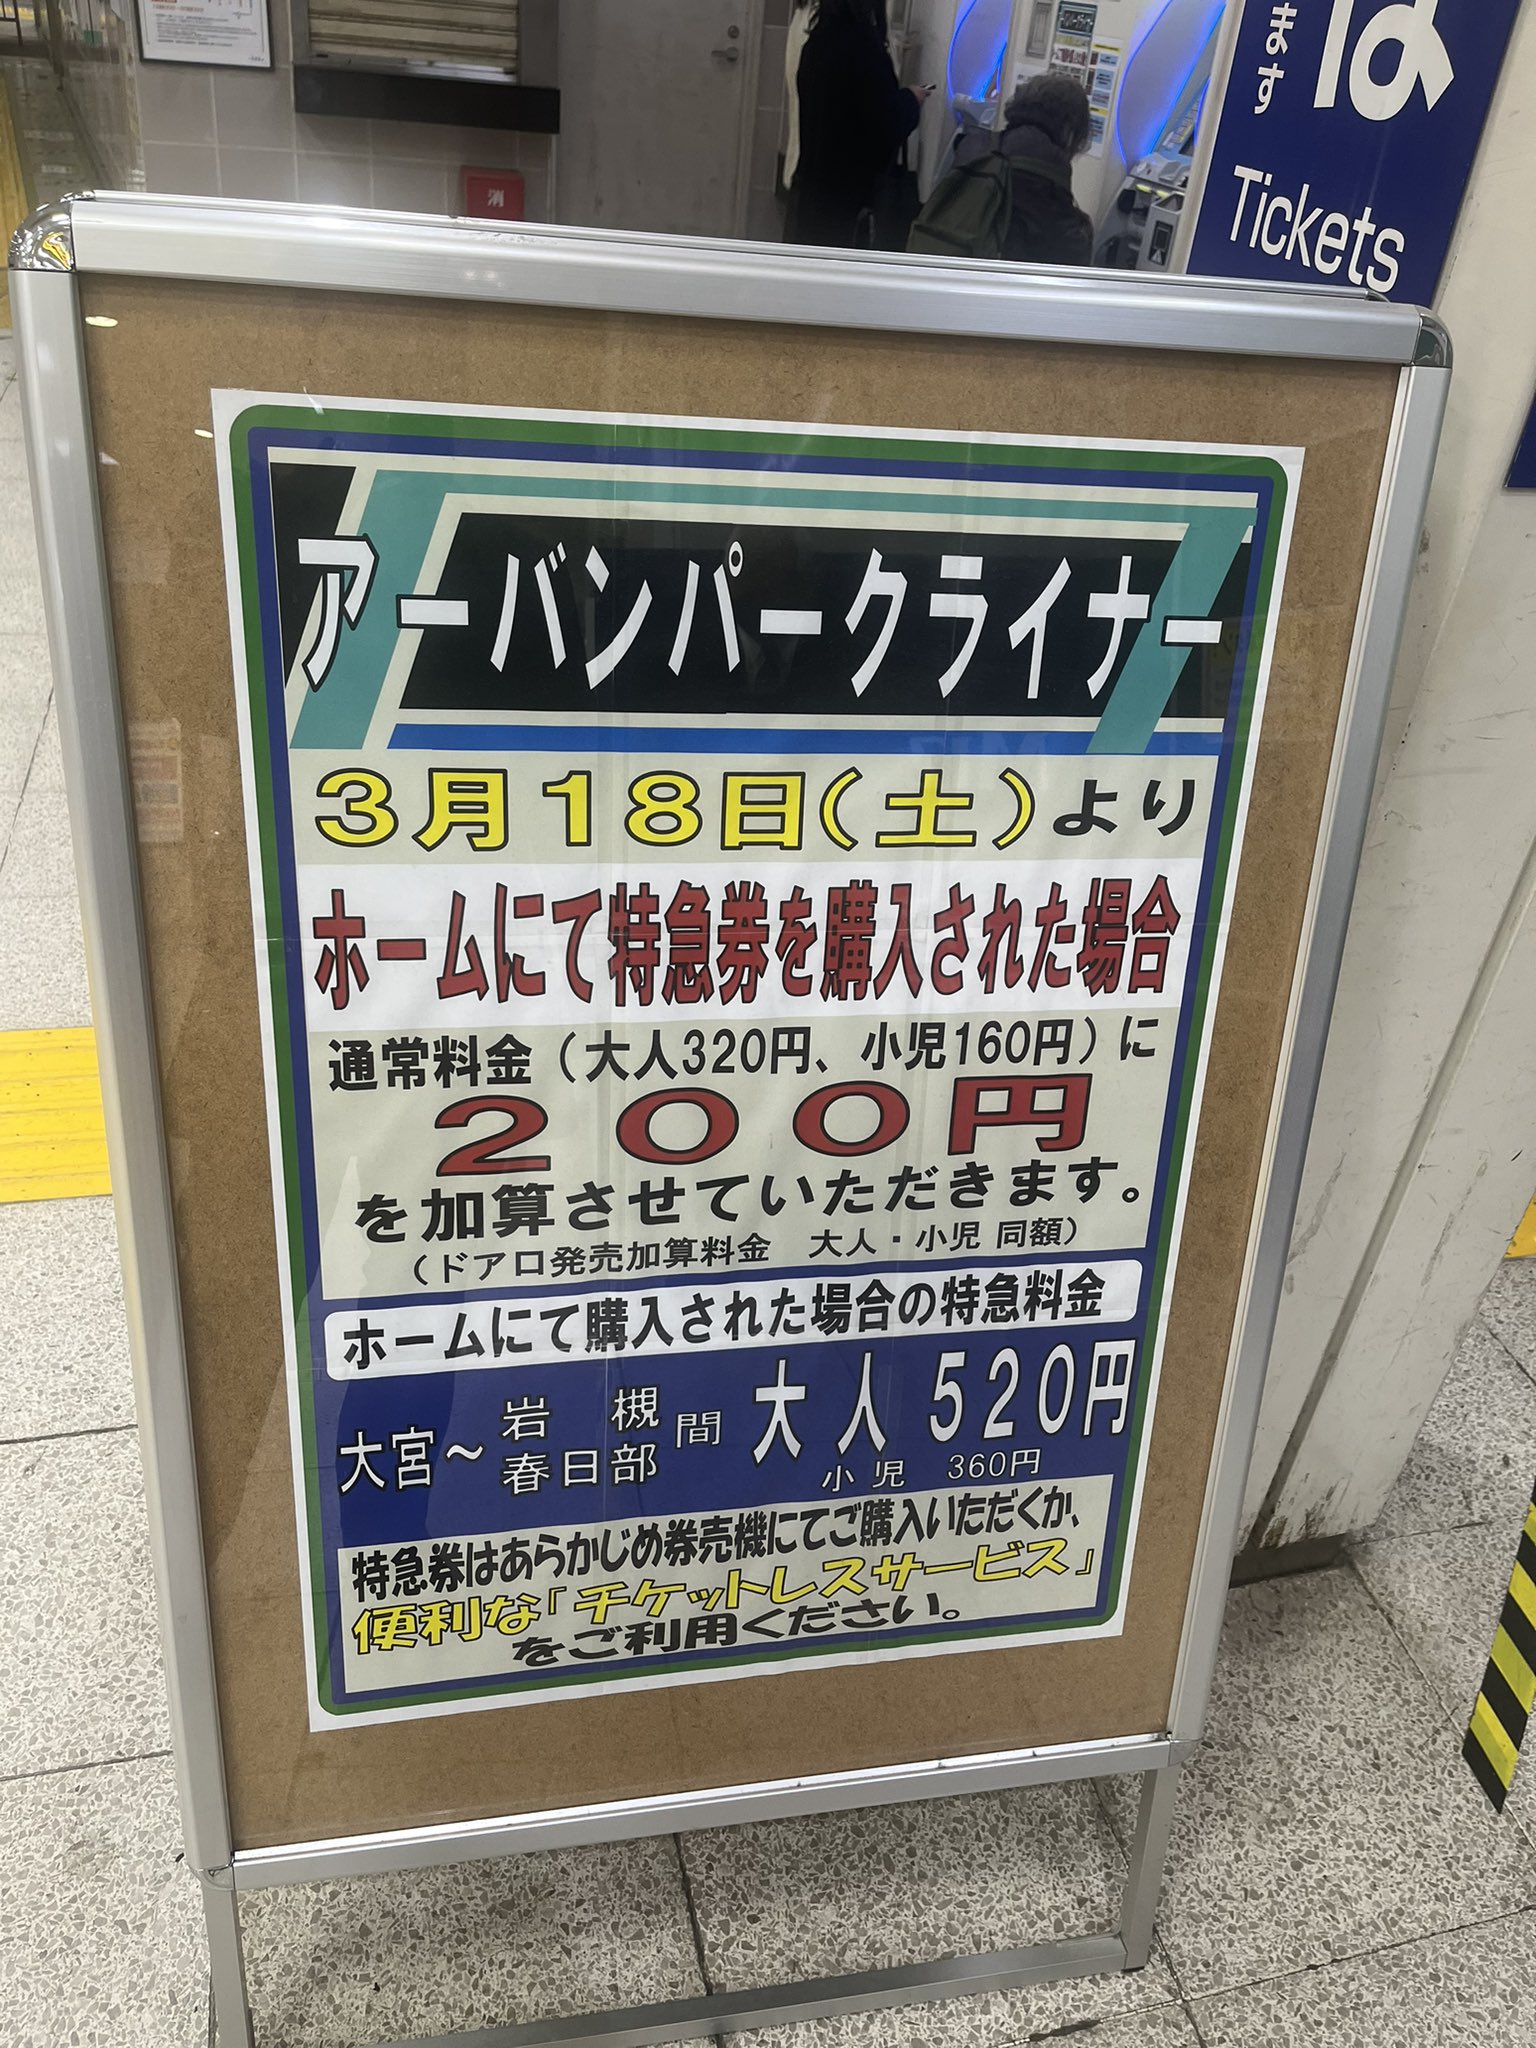 ます
は
Tickets
消
アーバンパークライナー
3月18日(土)より
ホームにて特急券を購入された場合
通常料金(大人320円、小児160円)に
200円
を加算させていただきます。
(ドアロ発売加算料金 大人・小児 同額)
ホームにて購入された場合の特急料金
大宮~岩槻 春日部間 大人 520円
小児 360円
特急券はあらかじめ券売機にてご購入いただくか、
便利な「チケットレスサービス」
をご利用ください。